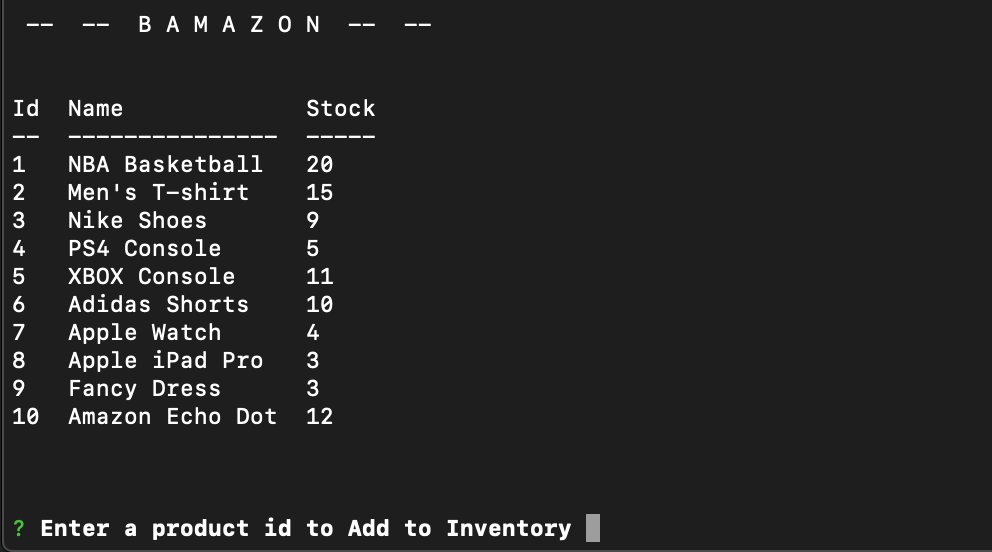 -- -- B A M A Z O N -- --
Id Name Stock
-- --------------- -----
1 NBA Basketball 20
2 Men's T-shirt 15
3 Nike Shoes 9
4 PS4 Console 5
5 XBOX Console 11
6 Adidas Shorts 10
7 Apple Watch 4
8 Apple iPad Pro 3
9 Fancy Dress 3
10 Amazon Echo Dot 12
? Enter a product id to Add to Inventory